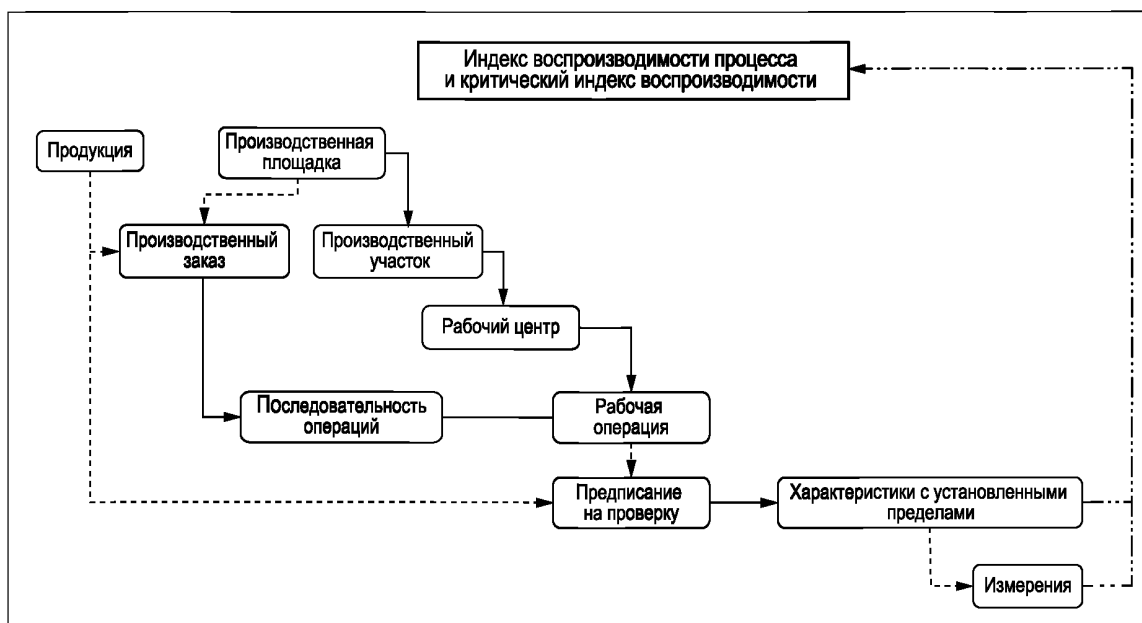 Индекс воспроизводимости процесса
и критический индекс воспроизводимости
Продукция
Производственная
площадка
Производственный
заказ
Производственный
участок
Рабочий центр
Последовательность
операций
Рабочая
операция
Предписание
на проверку
Характеристики с установленными
пределами
Измерения